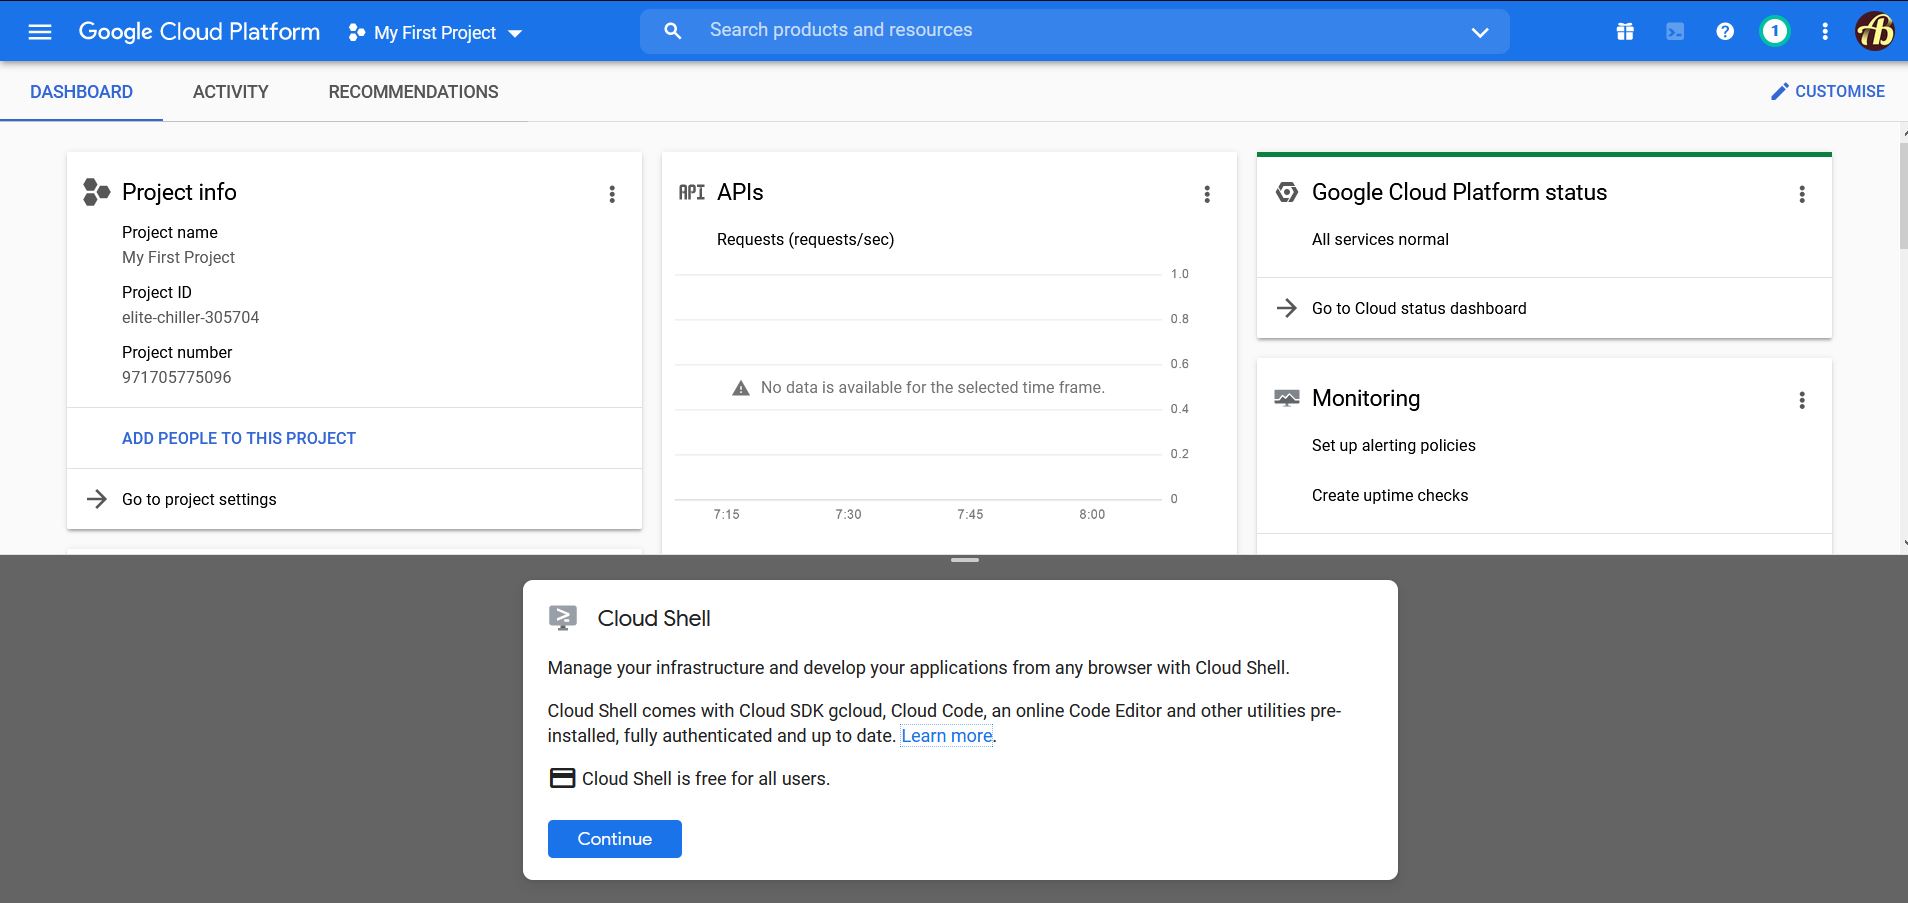 Google Cloud Platform
My First Project
Search products and resources
1
DASHBOARD
ACTIVITY
RECOMMENDATIONS
CUSTOMISE
Project info
Project name
My First Project
Project ID
elite-chiller-305704
Project number
971705775096
ADD PEOPLE TO THIS PROJECT
Go to project settings
API APIs
Requests (requests/sec)
1.0
0.8
0.6
No data is available for the selected time frame.
0.4
0.2
0
7:15 7:30 7:45 8:00
Google Cloud Platform status
All services normal
Go to Cloud status dashboard
Monitoring
Set up alerting policies
Create uptime checks
Cloud Shell
Manage your infrastructure and develop your applications from any browser with Cloud Shell.
Cloud Shell comes with Cloud SDK gcloud, Cloud Code, an online Code Editor and other utilities pre-
installed, fully authenticated and up to date. Learn more.
Cloud Shell is free for all users.
Continue